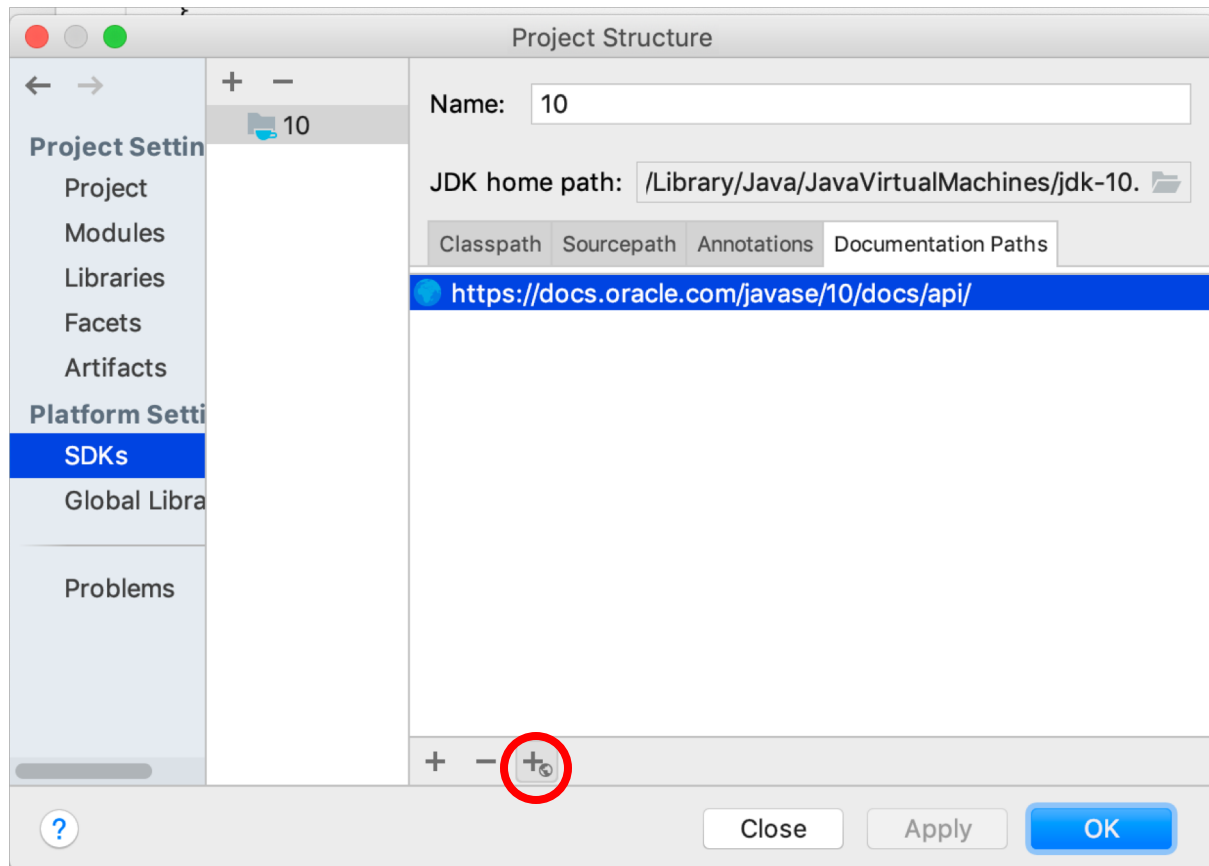 Project Structure
Project Settin
Project
Modules
Libraries
Facets
Artifacts
Platform Setti
SDKs
Global Libra
Problems
10
Name: 10
JDK home path: /Library/Java/JavaVirtualMachines/jdk-10.
Classpath Sourcepath Annotations Documentation Paths
https://docs.oracle.com/javase/10/docs/api/
? Close Apply OK